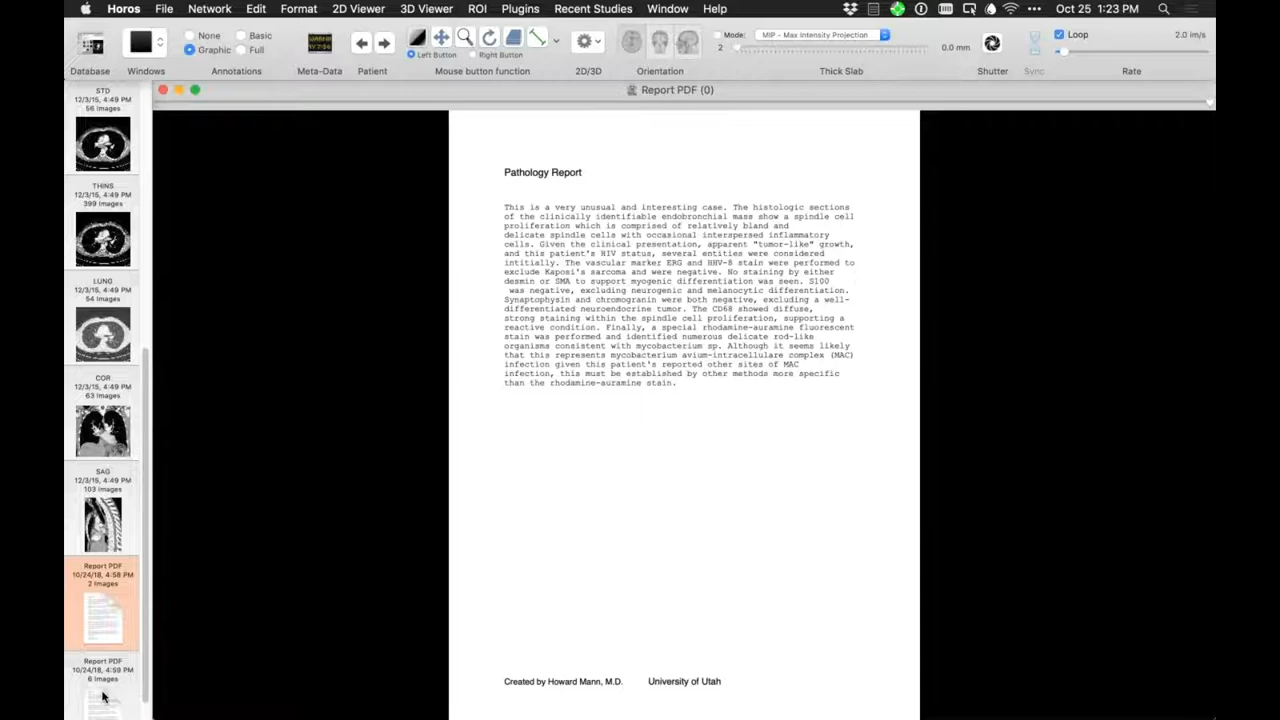 Horos File Network Edit Format 2D Viewer 3D Viewer ROI Plugins Recent Studies Window Help Oct 25 1:23 PM
None Basic
Graphic Full
Left Button Right Button
Mode: MIP - Max Intensity Projection
2 0.0 mm
Loop 2.0 im/s
Database Windows Annotations Meta-Data Patient Mouse button function 2D/3D Orientation Thick Slab Shutter Sync Rate
Report PDF (0)
STD
12/3/15, 4:49 PM
56 Images
THINS
12/3/15, 4:49 PM
399 Images
LUNG
12/3/15, 4:49 PM
54 Images
COR
12/3/15, 4:49 PM
63 Images
SAG
12/3/15, 4:49 PM
103 Images
Report PDF
10/24/18, 4:58 PM
2 Images
Report PDF
10/24/18, 4:59 PM
6 Images
Pathology Report
This is a very unusual and interesting case. The histologic sections
of the clinically identifiable endobronchial mass show a spindle cell
proliferation which is comprised of relatively bland and
delicate spindle cells with occasional interspersed inflammatory
cells. Given the clinical presentation, apparent "tumor-like" growth,
and this patient's HIV status, several entities were considered
intitially. The vascular marker ERG and HHV-8 stain were performed to
exclude Kaposi's sarcoma and were negative. No staining by either
desmin or SMA to support myogenic differentiation was seen. S100
was negative, excluding neurogenic and melanocytic differentiation.
Synaptophysin and chromogranin were both negative, excluding a well-
differentiated neuroendocrine tumor. The CD68 showed diffuse,
strong staining within the spindle cell proliferation, supporting a
reactive condition. Finally, a special rhodamine-auramine fluorescent
stain was performed and identified numerous delicate rod-like
organisms consistent with mycobacterium sp. Although it seems likely
that this represents mycobacterium avium-intracellulare complex (MAC)
infection given this patient's reported other sites of MAC
infection, this must be established by other methods more specific
than the rhodamine-auramine stain.
Created by Howard Mann, M.D. University of Utah